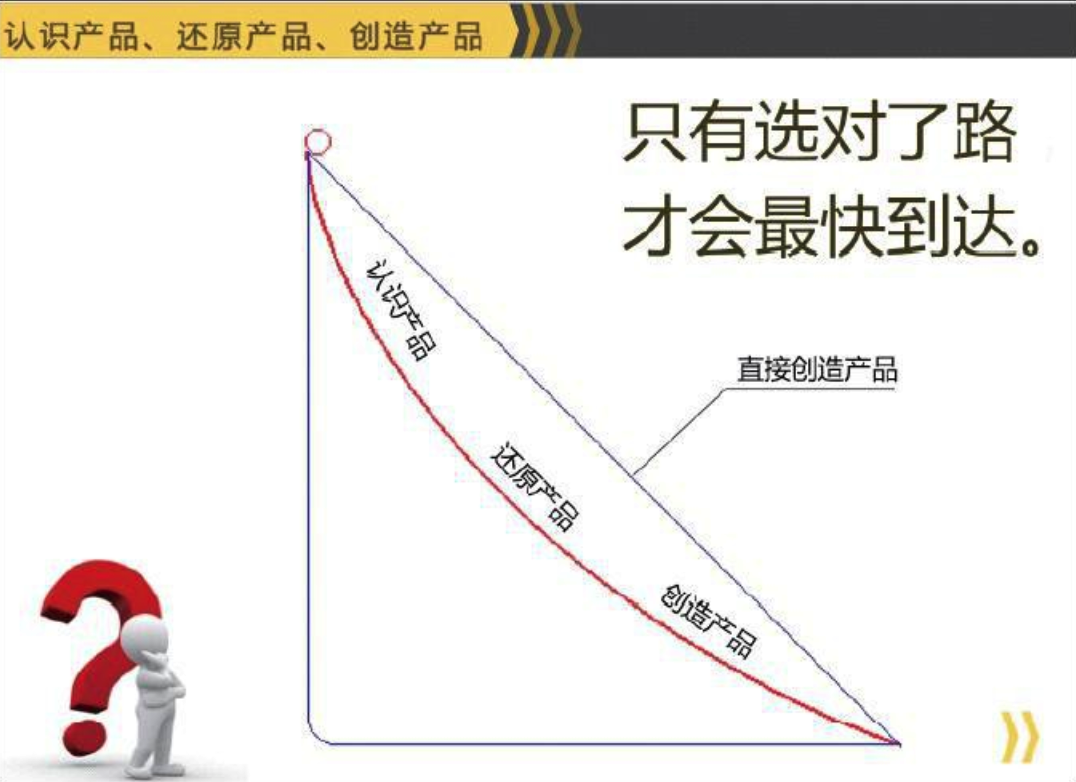 认识产品、还原产品、创造产品
只有选对了路
才会最快到达。
认识产品
直接创造产品
还原产品
创造产品